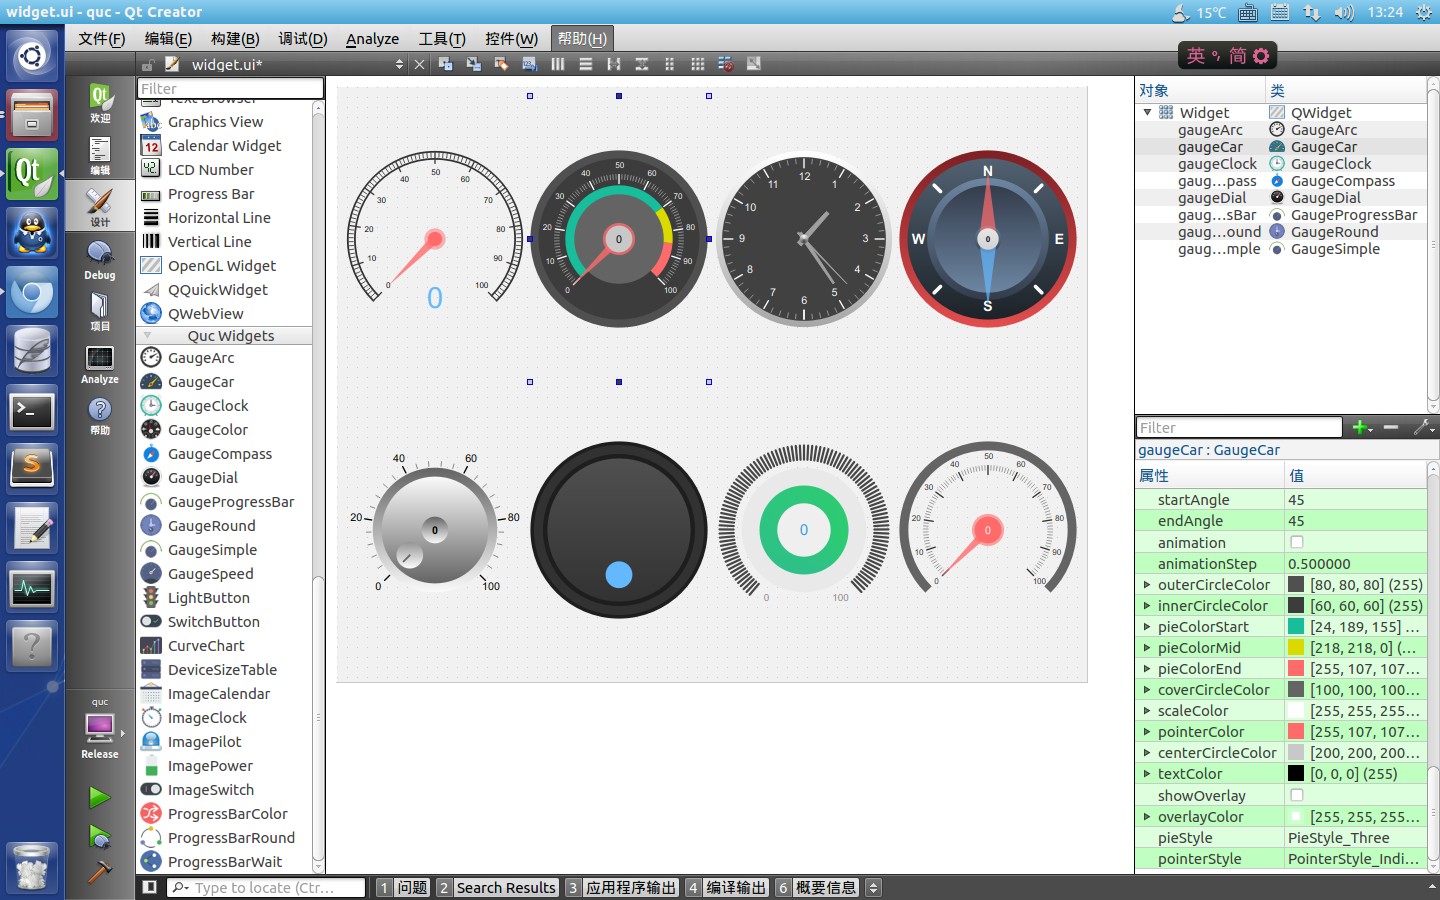 widget.ui - quc - Qt Creator
15℃
13:24
文件(F) 编辑(E) 构建(B) 调试(D) Analyze 工具(T) 控件(W) 帮助(H)
widget.ui*
英 简
Filter
Text Browser
Graphics View
Calendar Widget
LCD Number
Progress Bar
Horizontal Line
Vertical Line
OpenGL Widget
QQuickWidget
QWebView
Quc Widgets
GaugeArc
GaugeCar
GaugeClock
GaugeColor
GaugeCompass
GaugeDial
GaugeProgressBar
GaugeRound
GaugeSimple
GaugeSpeed
LightButton
SwitchButton
CurveChart
DeviceSizeTable
ImageCalendar
ImageClock
ImagePilot
ImagePower
ImageSwitch
ProgressBarColor
ProgressBarRound
ProgressBarWait
欢迎
编辑
设计
Debug
项目
Analyze
帮助
quc
Release
0 10 20 30 40 50 60 70 80 90 100
0
0 10 20 30 40 50 60 70 80 90 100
0
12 1 2 3 4 5 6 7 8 9 10 11
N
W 0 E
S
0 20 40 60 80 100
0
0
0 100
0 10 20 30 40 50 60 70 80 90 100
0
对象 类
Widget QWidget
gaugeArc GaugeArc
gaugeCar GaugeCar
gaugeClock GaugeClock
gaug...pass GaugeCompass
gaugeDial GaugeDial
gaug...sBar GaugeProgressBar
gaug...ound GaugeRound
gaug...mple GaugeSimple
Filter
gaugeCar : GaugeCar
属性 值
startAngle 45
endAngle 45
animation
animationStep 0.500000
outerCircleColor [80, 80, 80] (255)
innerCircleColor [60, 60, 60] (255)
pieColorStart [24, 189, 155] ...
pieColorMid [218, 218, 0] (...
pieColorEnd [255, 107, 107...
coverCircleColor [100, 100, 100...
scaleColor [255, 255, 255...
pointerColor [255, 107, 107...
centerCircleColor [200, 200, 200...
textColor [0, 0, 0] (255)
showOverlay
overlayColor [255, 255, 255...
pieStyle PieStyle_Three
pointerStyle PointerStyle_Indi...
Type to locate (Ctr...
1 问题 2 Search Results 3 应用程序输出 4 编译输出 6 概要信息